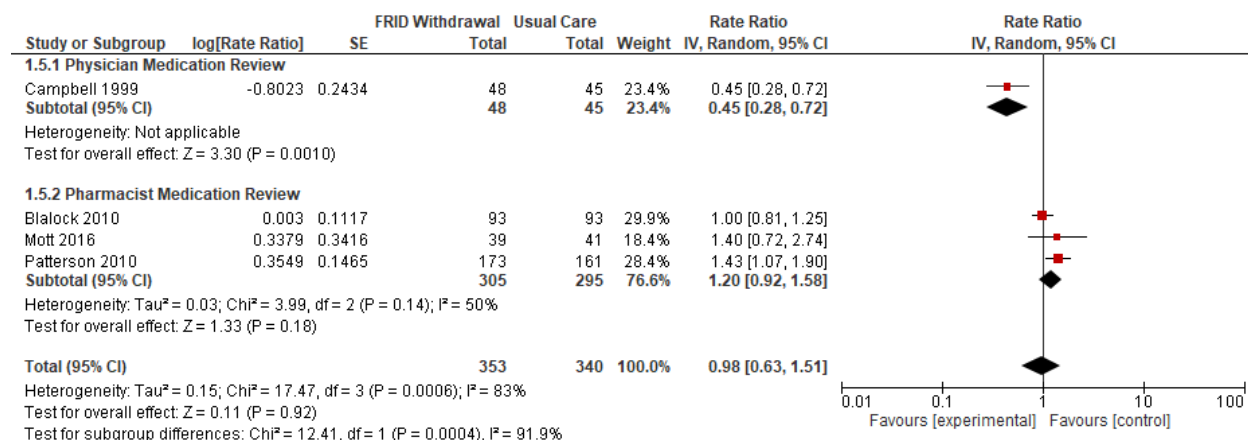 FRID Withdrawal Usual Care Rate Ratio Rate Ratio
Study or Subgroup log[Rate Ratio] SE Total Total Weight IV, Random, 95% CI IV, Random, 95% CI
1.5.1 Physician Medication Review
Campbell 1999 -0.8023 0.2434 48 45 23.4% 0.45 [0.28, 0.72]
Subtotal (95% CI) 48 45 23.4% 0.45 [0.28, 0.72]
Heterogeneity: Not applicable
Test for overall effect: Z = 3.30 (P = 0.0010)
1.5.2 Pharmacist Medication Review
Blalock 2010 0.003 0.1117 93 93 29.9% 1.00 [0.81, 1.25]
Mott 2016 0.3379 0.3416 39 41 18.4% 1.40 [0.72, 2.74]
Patterson 2010 0.3549 0.1465 173 161 28.4% 1.43 [1.07, 1.90]
Subtotal (95% CI) 305 295 76.6% 1.20 [0.92, 1.58]
Heterogeneity: Tau² = 0.03; Chi² = 3.99, df = 2 (P = 0.14); I² = 50%
Test for overall effect: Z = 1.33 (P = 0.18)
Total (95% CI) 353 340 100.0% 0.98 [0.63, 1.51]
Heterogeneity: Tau² = 0.15; Chi² = 17.47, df = 3 (P = 0.0006); I² = 83%
Test for overall effect: Z = 0.11 (P = 0.92)
Test for subgroup differences: Chi² = 12.41, df = 1 (P = 0.0004), I² = 91.9%
0.01 0.1 1 10 100
Favours [experimental] Favours [control]